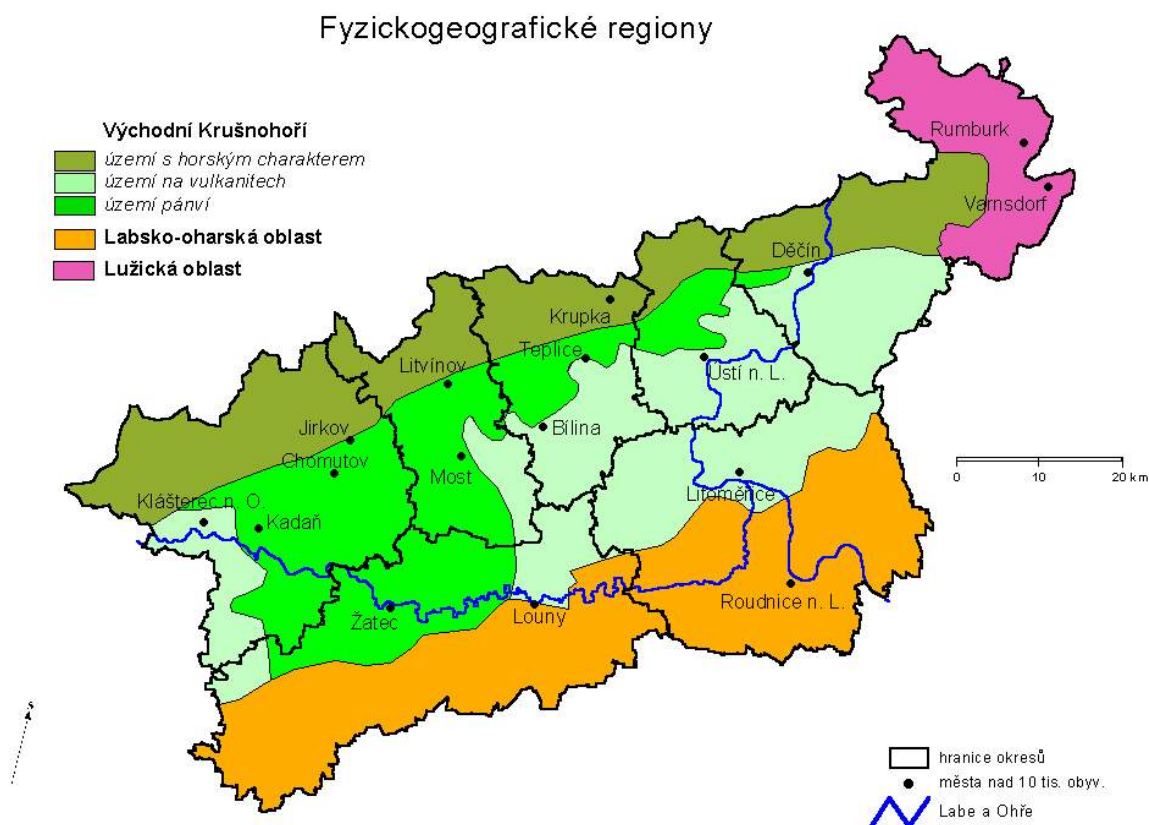 Fyzickogeografické regiony
Východní Krušnohoří
území s horským charakterem
území na vulkanitech
území pánví
Labsko-oharská oblast
Lužická oblast
Rumburk
Varnsdorf
Děčín
Krupka
Teplice
Ústí n. L.
Litvínov
Bílina
Jirkov
Chomutov
Most
Litoměřice
Klášterec n. O.
Kadaň
Žatec
Louny
Roudnice n. L.
0 10 20 km
S
hranice okresů
města nad 10 tis. obyv.
Labe a Ohře